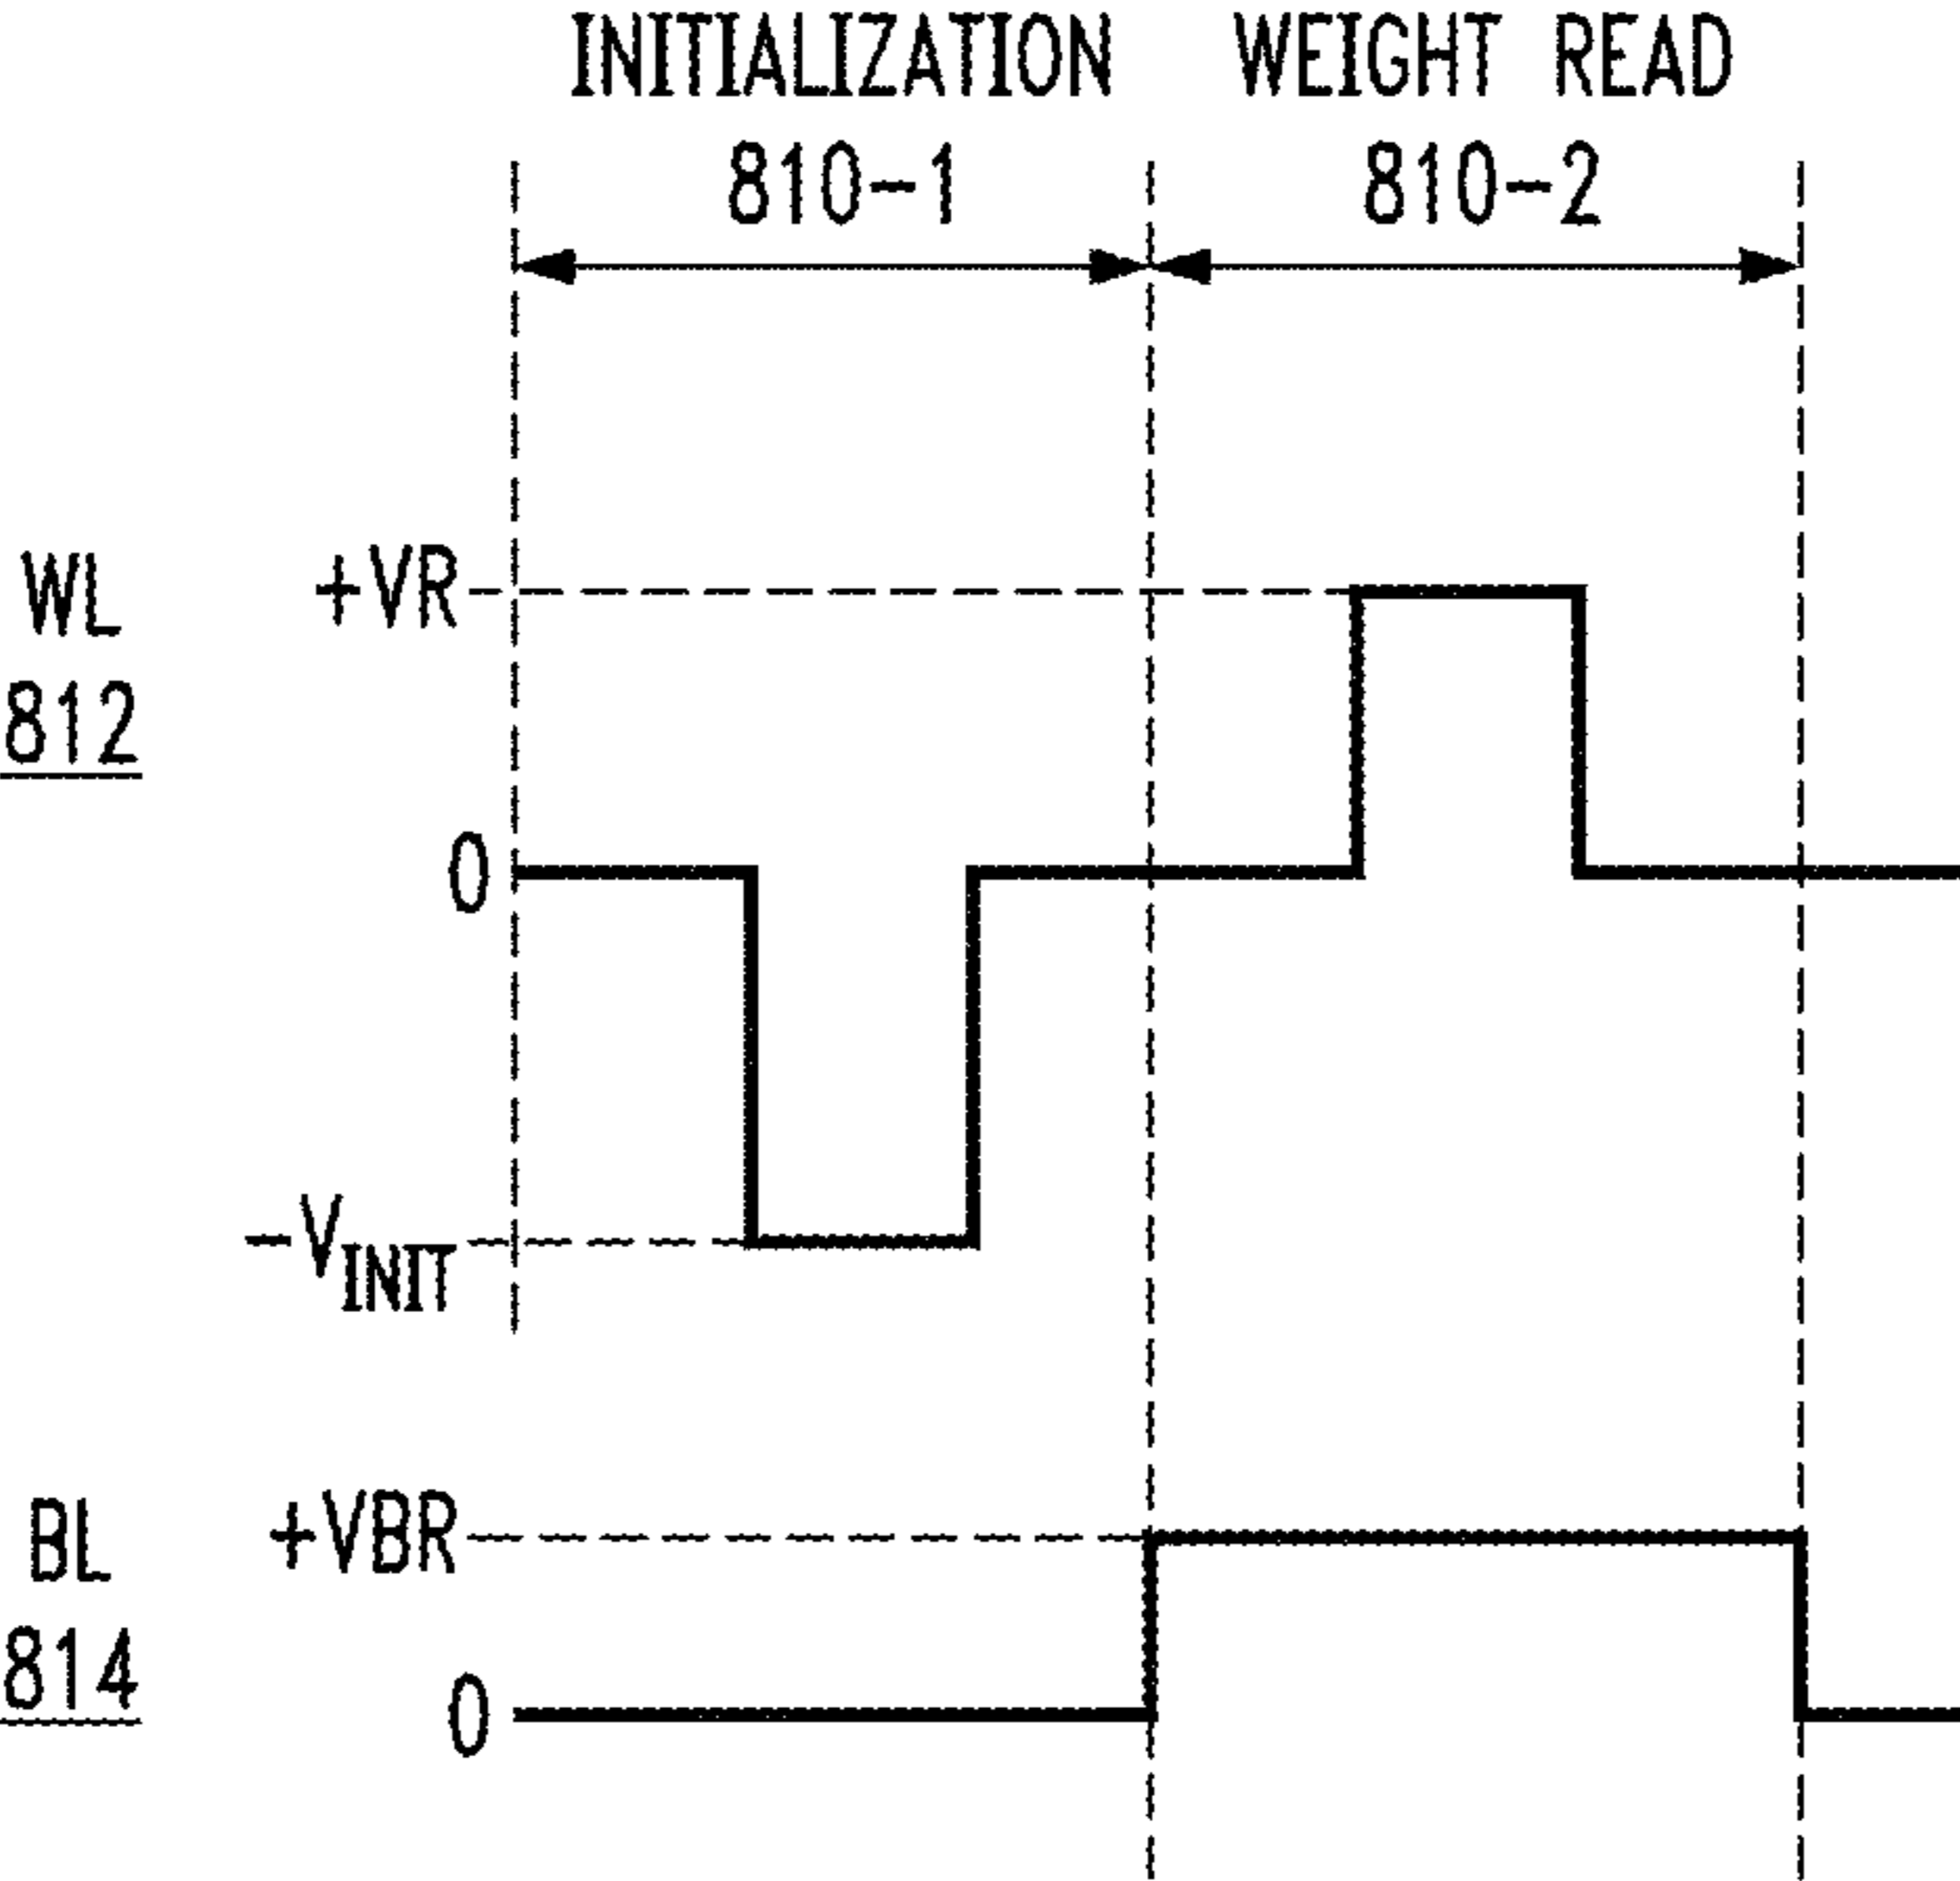 INITIALIZATION WEIGHT READ
810-1 810-2
WL +VR
812
0
-VINIT
BL +VBR
814
0